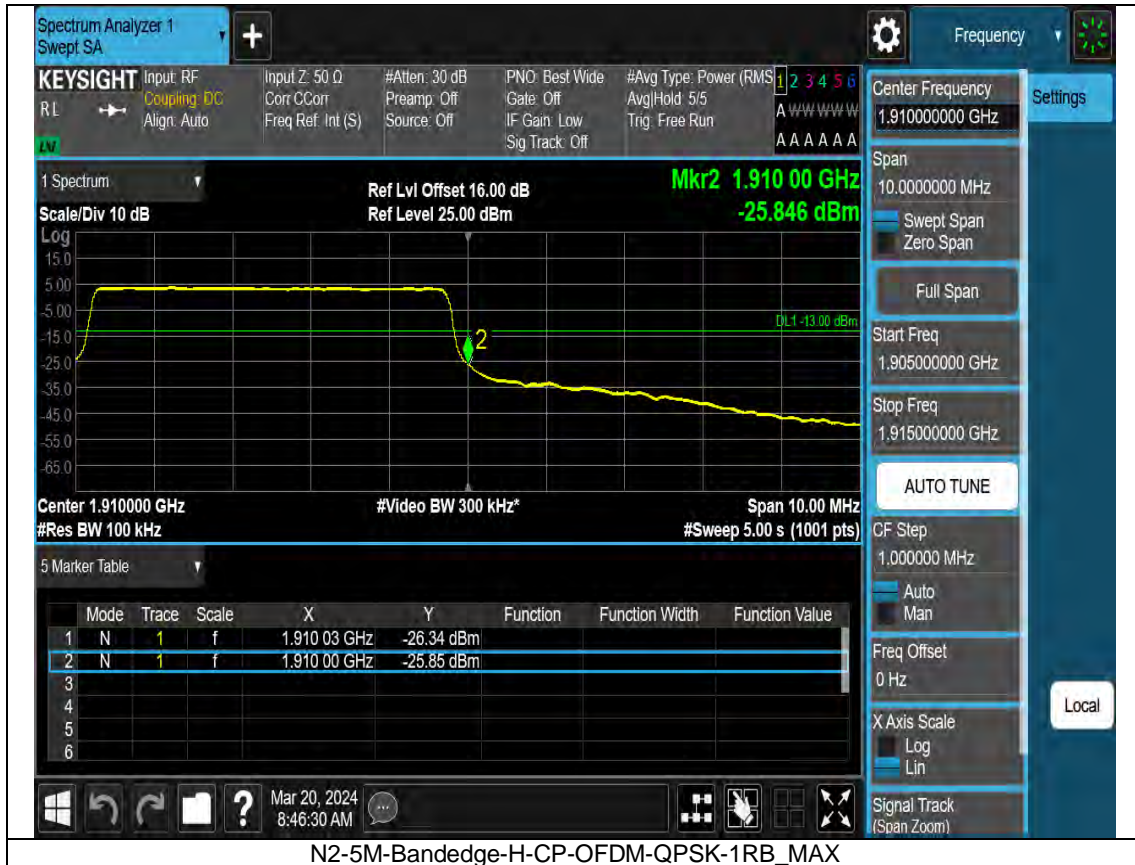 Spectrum Analyzer 1
Swept SA
+
Frequency
KEYSIGHT
RL
Input: RF
Coupling: DC
Align: Auto
Input Z: 50 Ω
Corr CCorr
Freq Ref: Int (S)
#Atten: 30 dB
Preamp: Off
Source: Off
PNO: Best Wide
Gate: Off
IF Gain: Low
Sig Track: Off
#Avg Type: Power (RMS
Avg|Hold: 5/5
Trig: Free Run
1 2 3 4 5 6
A W W W W W
A A A A A A
1 Spectrum
Scale/Div 10 dB
Ref Lvl Offset 16.00 dB
Ref Level 25.00 dBm
Mkr2 1.910 00 GHz
-25.846 dBm
Log
15.0
5.00
-5.00
-15.0
-25.0
-35.0
-45.0
-55.0
-65.0
DL1 -13.00 dBm
2
Center 1.910000 GHz
#Video BW 300 kHz*
Span 10.00 MHz
#Res BW 100 kHz
#Sweep 5.00 s (1001 pts)
5 Marker Table
Mode Trace Scale X Y Function Function Width Function Value
1 N 1 f 1.910 03 GHz -26.34 dBm
2 N 1 f 1.910 00 GHz -25.85 dBm
3
4
5
6
Mar 20, 2024
8:46:30 AM
Center Frequency
1.910000000 GHz
Settings
Span
10.0000000 MHz
Swept Span
Zero Span
Full Span
Start Freq
1.905000000 GHz
Stop Freq
1.915000000 GHz
AUTO TUNE
CF Step
1.000000 MHz
Auto
Man
Freq Offset
0 Hz
Local
X Axis Scale
Log
Lin
Signal Track
(Span Zoom)
N2-5M-Bandedge-H-CP-OFDM-QPSK-1RB_MAX